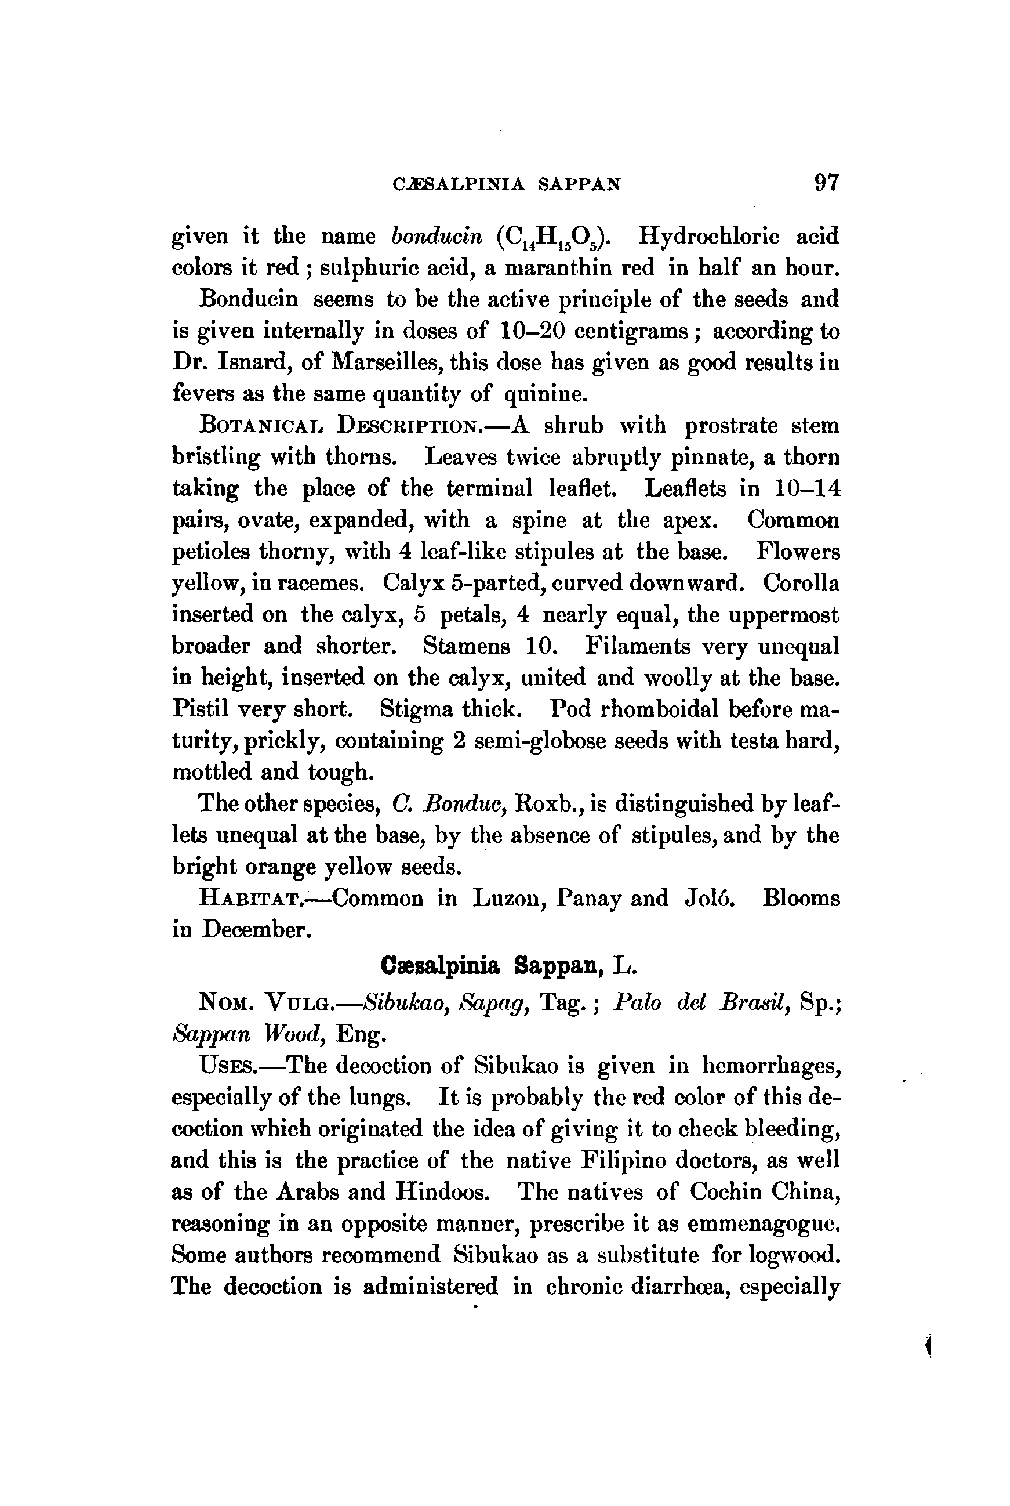 CÆSALPINIA SAPPAN 97
given it the name bonducin (C₁₄H₁₅O₅). Hydrochloric acid
colors it red; sulphuric acid, a maranthin red in half an hour.
Bonducin seems to be the active principle of the seeds and
is given internally in doses of 10–20 centigrams; according to
Dr. Isnard, of Marseilles, this dose has given as good results in
fevers as the same quantity of quinine.
BOTANICAL DESCRIPTION.—A shrub with prostrate stem
bristling with thorns. Leaves twice abruptly pinnate, a thorn
taking the place of the terminal leaflet. Leaflets in 10–14
pairs, ovate, expanded, with a spine at the apex. Common
petioles thorny, with 4 leaf-like stipules at the base. Flowers
yellow, in racemes. Calyx 5-parted, curved downward. Corolla
inserted on the calyx, 5 petals, 4 nearly equal, the uppermost
broader and shorter. Stamens 10. Filaments very unequal
in height, inserted on the calyx, united and woolly at the base.
Pistil very short. Stigma thick. Pod rhomboidal before ma-
turity, prickly, containing 2 semi-globose seeds with testa hard,
mottled and tough.
The other species, C. Bonduc, Roxb., is distinguished by leaf-
lets unequal at the base, by the absence of stipules, and by the
bright orange yellow seeds.
HABITAT.—Common in Luzon, Panay and Joló. Blooms
in December.
Cæsalpinia Sappan, L.
NOM. VULG.—Sibukao, Sapag, Tag.; Palo del Brasil, Sp.;
Sappan Wood, Eng.
USES.—The decoction of Sibukao is given in hemorrhages,
especially of the lungs. It is probably the red color of this de-
coction which originated the idea of giving it to check bleeding,
and this is the practice of the native Filipino doctors, as well
as of the Arabs and Hindoos. The natives of Cochin China,
reasoning in an opposite manner, prescribe it as emmenagogue.
Some authors recommend Sibukao as a substitute for logwood.
The decoction is administered in chronic diarrhœa, especially